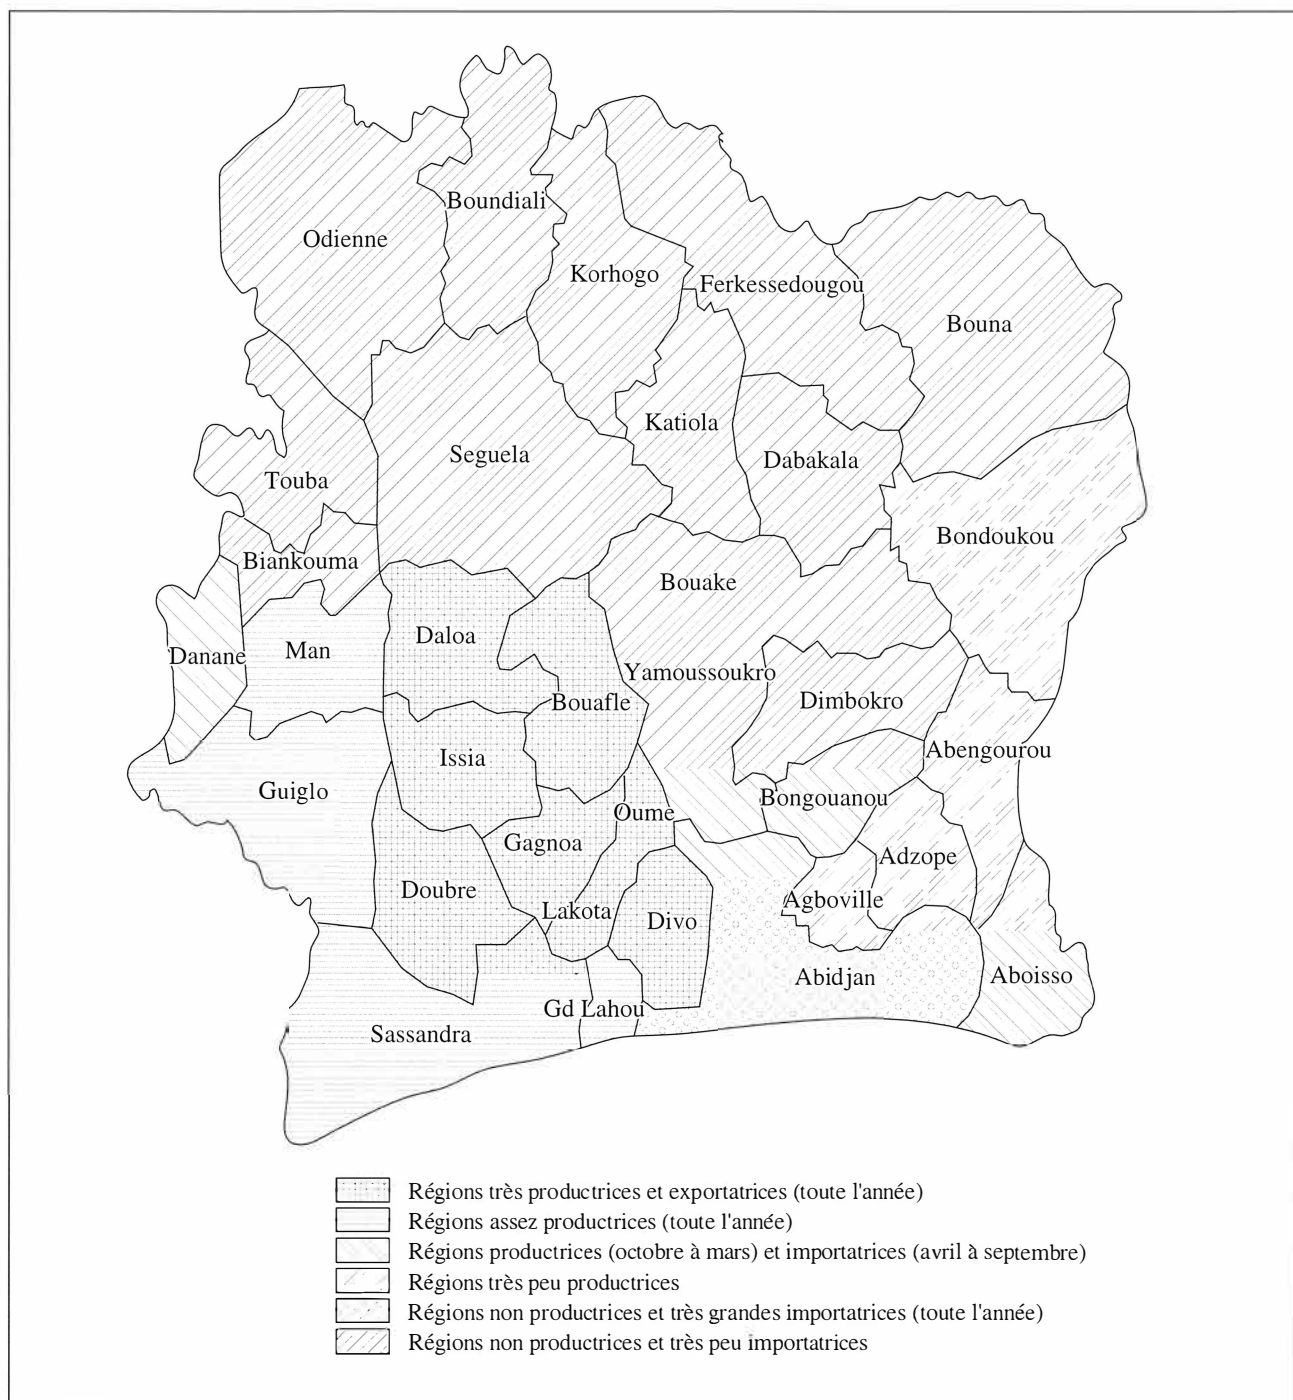 Boundiali
Odienne
Korhogo
Ferkessedougou
Bouna
Katiola
Seguela
Dabakala
Touba
Bondoukou
Biankouma
Bouake
Daloa
Man
Danane
Yamoussoukro
Bouafle
Dimbokro
Abengourou
Issia
Guiglo
Bongouanou
Oume
Gagnoa
Adzope
Doubre
Agboville
Lakota
Divo
Abidjan
Aboisso
Gd Lahou
Sassandra
Régions très productrices et exportatrices (toute l'année)
Régions assez productrices (toute l'année)
Régions productrices (octobre à mars) et importatrices (avril à septembre)
Régions très peu productrices
Régions non productrices et très grandes importatrices (toute l'année)
Régions non productrices et très peu importatrices